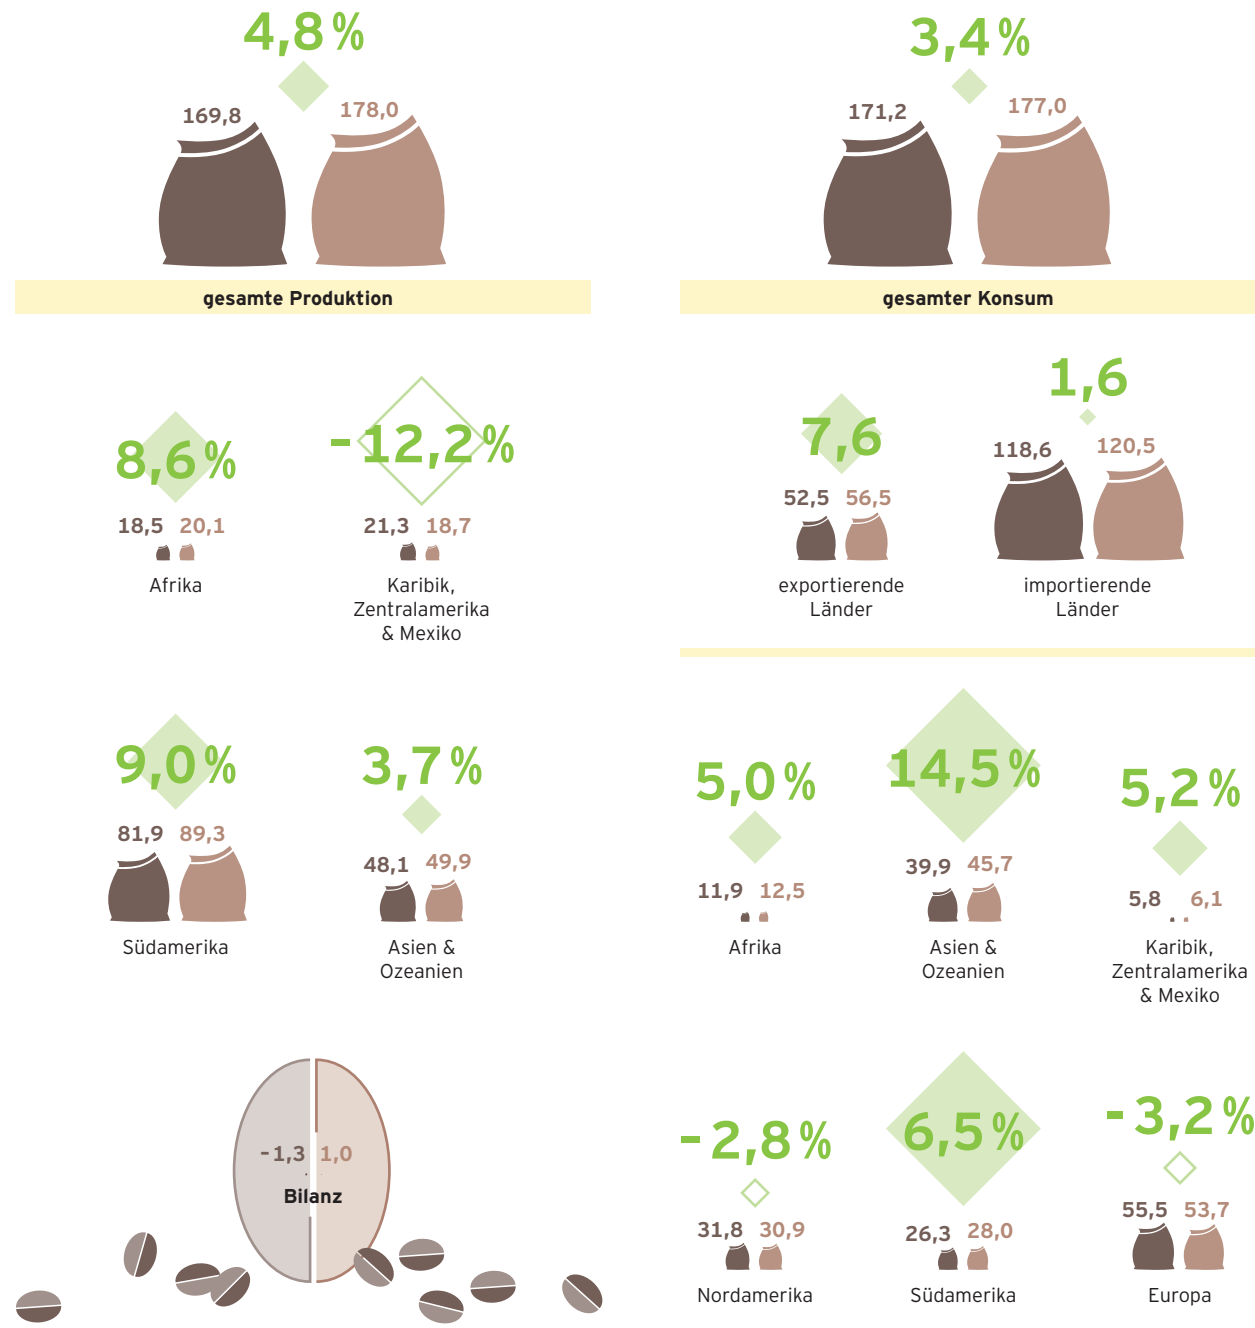 4,8 %
169,8 178,0
gesamte Produktion
8,6 %
18,5 20,1
Afrika
-12,2 %
21,3 18,7
Karibik,
Zentralamerika
& Mexiko
9,0 %
81,9 89,3
Südamerika
3,7 %
48,1 49,9
Asien &
Ozeanien
-1,3 1,0
Bilanz
3,4 %
171,2 177,0
gesamter Konsum
7,6
52,5 56,5
exportierende
Länder
1,6
118,6 120,5
importierende
Länder
5,0 %
11,9 12,5
Afrika
14,5 %
39,9 45,7
Asien &
Ozeanien
5,2 %
5,8 6,1
Karibik,
Zentralamerika
& Mexiko
-2,8 %
31,8 30,9
Nordamerika
6,5 %
26,3 28,0
Südamerika
-3,2 %
55,5 53,7
Europa